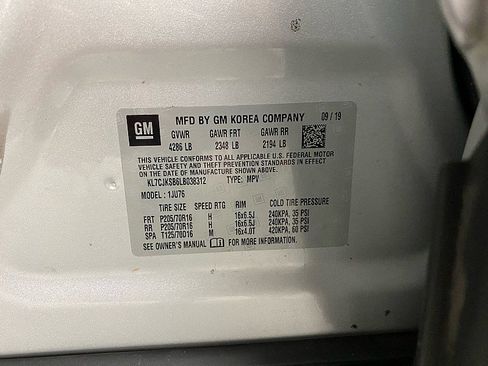 GM
MFD BY GM KOREA COMPANY 09 / 19
GVWR GAWR FRT GAWR RR
4286 LB 2348 LB 2194 LB
THIS VEHICLE CONFORMS TO ALL APPLICABLE U.S. FEDERAL MOTOR
VEHICLE SAFETY AND THEFT PREVENTION STANDARDS IN EFFECT ON THE
DATE OF MANUFACTURE SHOWN ABOVE.
KL7CJKSB6LB038312 TYPE: MPV
MODEL : 1JU76
TIRE SIZE SPEED RTG RIM COLD TIRE PRESSURE
FRT P205/70R16 H 16x6.5J 240KPA, 35 PSI
RR P205/70R16 H 16x6.5J 240KPA, 35 PSI
SPA T125/70D16 M 16x4.0T 420KPA, 60 PSI
SEE OWNER'S MANUAL FOR MORE INFORMATION.